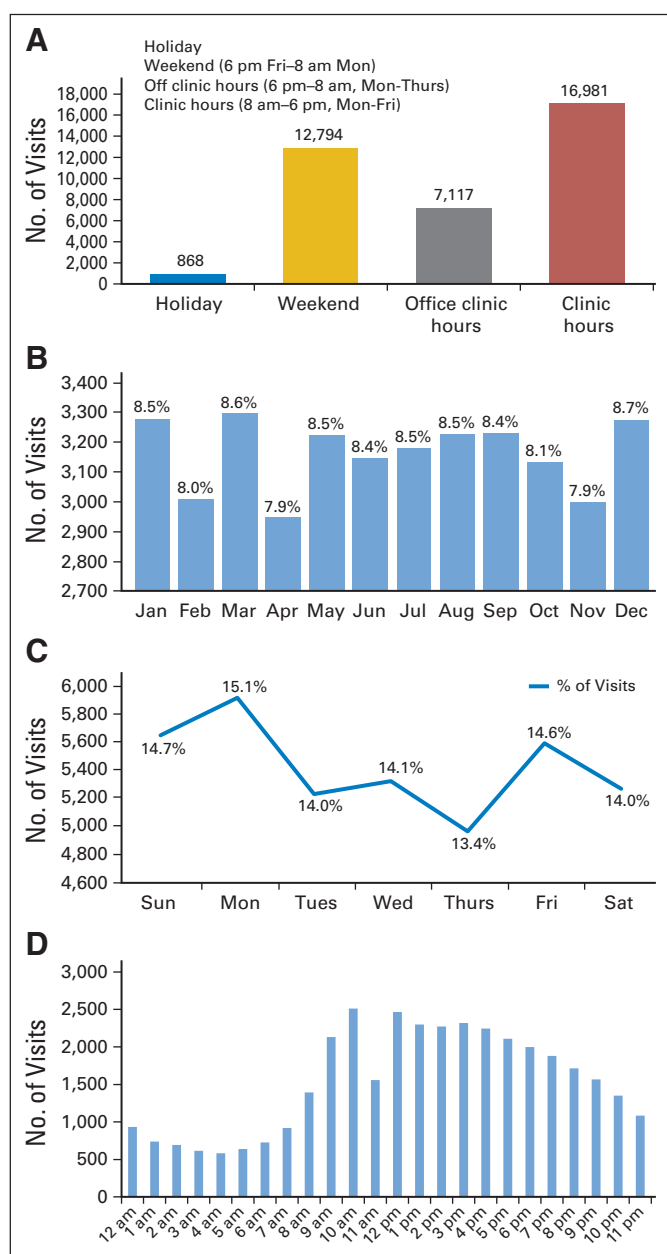 A
Holiday
Weekend (6 pm Fri–8 am Mon)
Off clinic hours (6 pm–8 am, Mon-Thurs)
Clinic hours (8 am–6 pm, Mon-Fri)
No. of Visits
18,000
16,000
14,000
12,000
10,000
8,000
6,000
4,000
2,000
0
868
12,794
7,117
16,981
Holiday
Weekend
Office clinic
hours
Clinic
hours
B
No. of Visits
3,400
3,300
3,200
3,100
3,000
2,900
2,800
2,700
8.5%
8.0%
8.6%
7.9%
8.5%
8.4%
8.5%
8.5%
8.4%
8.1%
7.9%
8.7%
Jan Feb Mar Apr May Jun Jul Aug Sep Oct Nov Dec
C
No. of Visits
6,000
5,800
5,600
5,400
5,200
5,000
4,800
4,600
% of Visits
14.7%
15.1%
14.0%
14.1%
13.4%
14.6%
14.0%
Sun Mon Tues Wed Thurs Fri Sat
D
No. of Visits
3,000
2,500
2,000
1,500
1,000
500
0
12 am
1 am
2 am
3 am
4 am
5 am
6 am
7 am
8 am
9 am
10 am
11 am
12 pm
1 pm
2 pm
3 pm
4 pm
5 pm
6 pm
7 pm
8 pm
9 pm
10 pm
11 pm